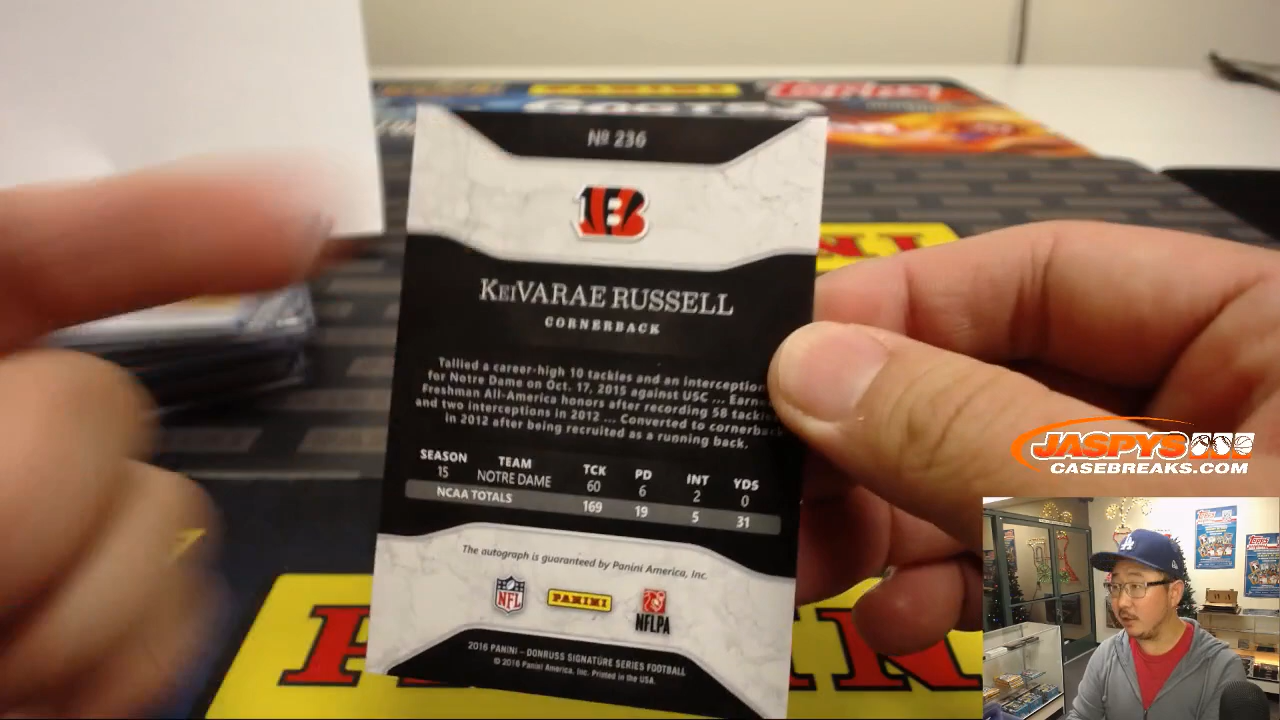 Nº 236
B
KEIVARAE RUSSELL
CORNERBACK
Tallied a career-high 10 tackles and an interception
for Notre Dame on Oct. 17, 2015 against USC ... Earn
Freshman All-America honors after recording 58 tackles
and two interceptions in 2012 ... Converted to cornerback
in 2012 after being recruited as a running back.
SEASON TEAM TCK PD INT YDS
15 NOTRE DAME 60 6 2 0
NCAA TOTALS 169 19 5 31
The autograph is guaranteed by Panini America, Inc.
NFL PANINI NFLPA
2016 PANINI – DONRUSS SIGNATURE SERIES FOOTBALL
© 2016 Panini America, Inc. Printed in the USA.
JASPYS
CASEBREAKS.COM
Topps
LA